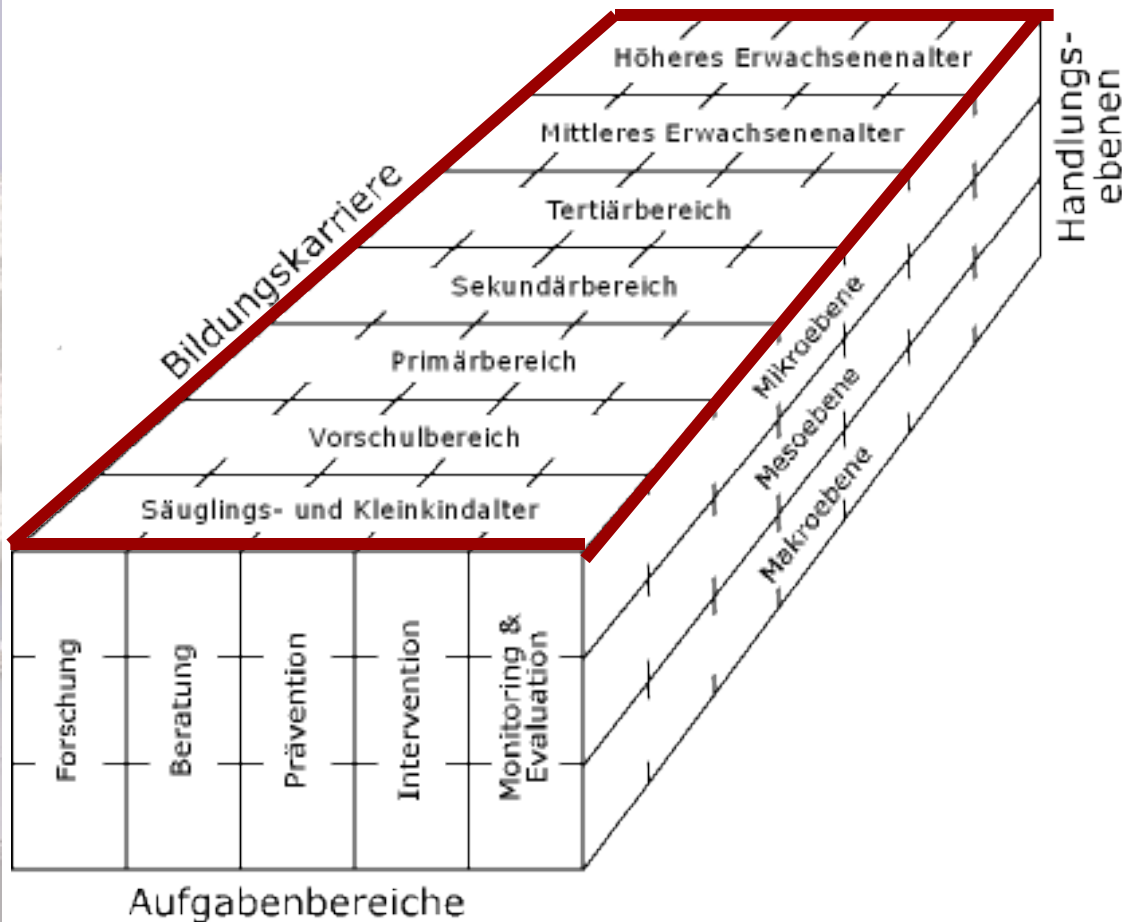 Höheres Erwachsenenalter
Mittleres Erwachsenenalter
Tertiärbereich
Sekundärbereich
Primärbereich
Vorschulbereich
Säuglings- und Kleinkindalter
Bildungskarriere
Handlungs-
ebenen
Mikroebene
Mesoebene
Makroebene
Forschung
Beratung
Prävention
Intervention
Monitoring &
Evaluation
Aufgabenbereiche